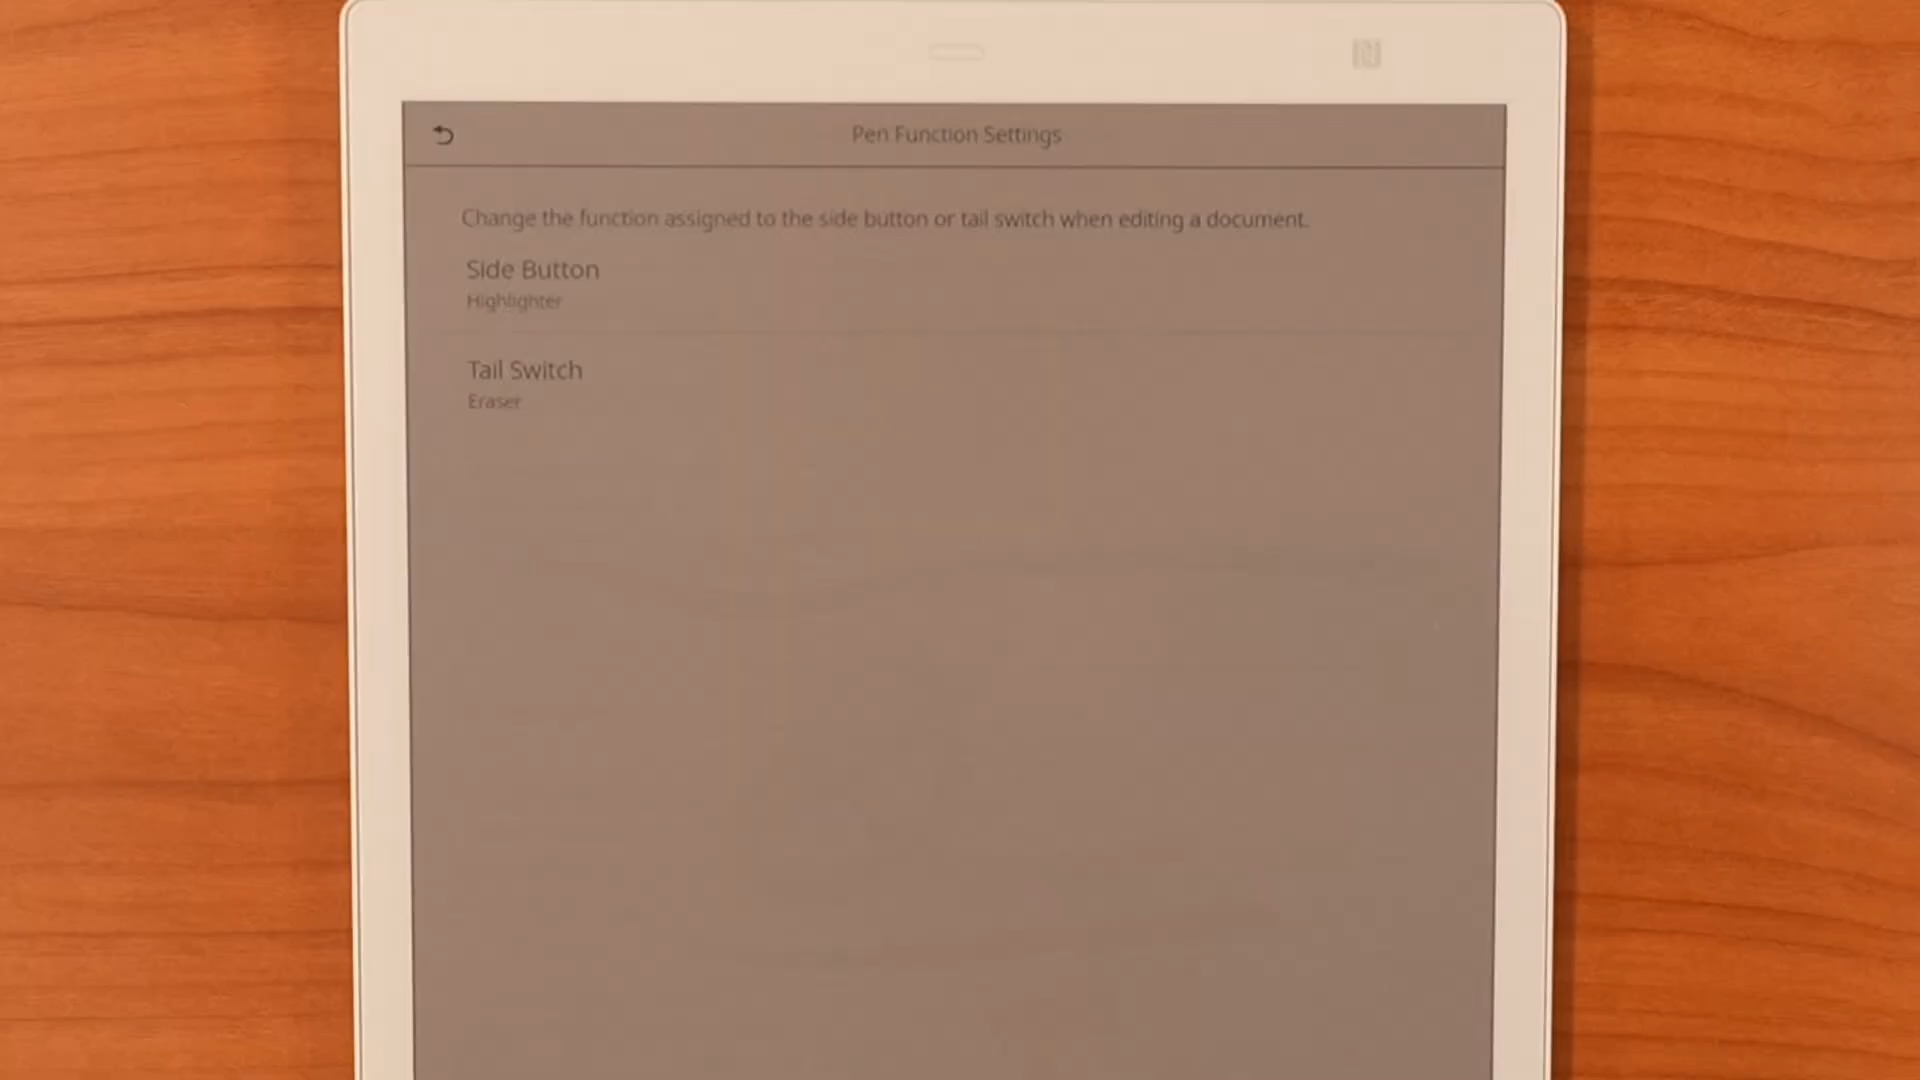 Pen Function Settings
Change the function assigned to the side button or tail switch when editing a document.
Side Button
Highlighter
Tail Switch
Eraser